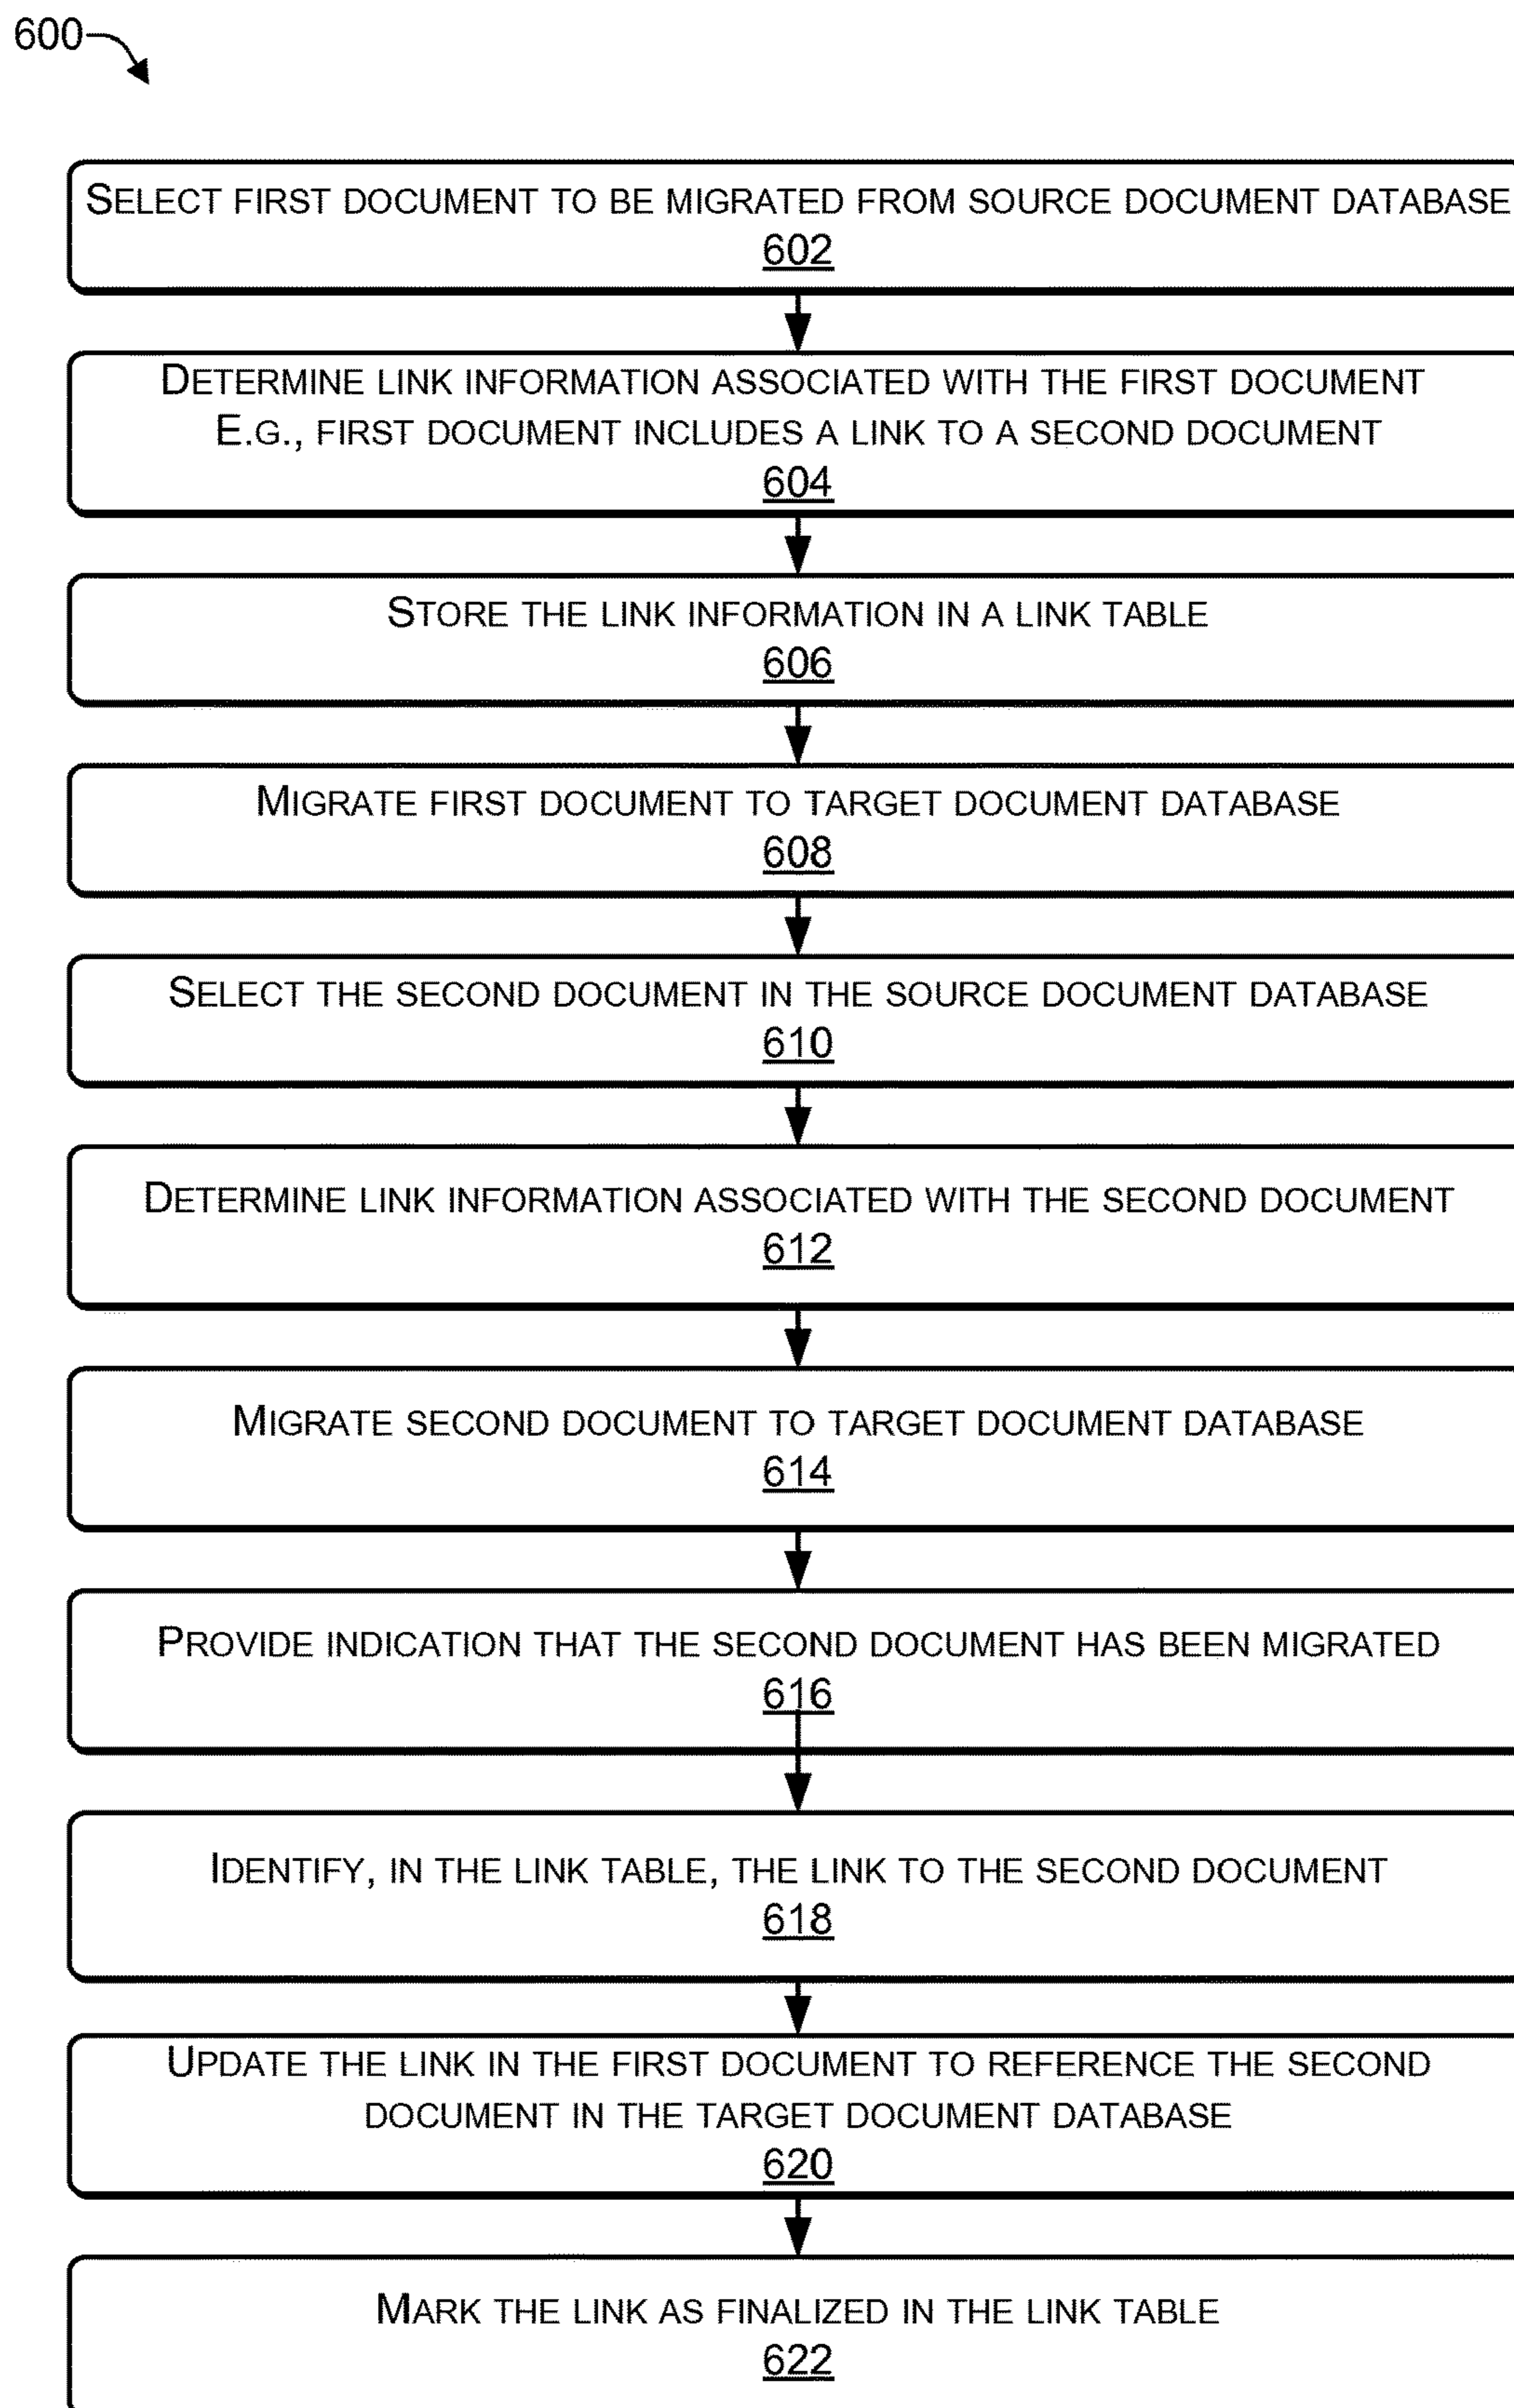 600
SELECT FIRST DOCUMENT TO BE MIGRATED FROM SOURCE DOCUMENT DATABASE
602
DETERMINE LINK INFORMATION ASSOCIATED WITH THE FIRST DOCUMENT
E.G., FIRST DOCUMENT INCLUDES A LINK TO A SECOND DOCUMENT
604
STORE THE LINK INFORMATION IN A LINK TABLE
606
MIGRATE FIRST DOCUMENT TO TARGET DOCUMENT DATABASE
608
SELECT THE SECOND DOCUMENT IN THE SOURCE DOCUMENT DATABASE
610
DETERMINE LINK INFORMATION ASSOCIATED WITH THE SECOND DOCUMENT
612
MIGRATE SECOND DOCUMENT TO TARGET DOCUMENT DATABASE
614
PROVIDE INDICATION THAT THE SECOND DOCUMENT HAS BEEN MIGRATED
616
IDENTIFY, IN THE LINK TABLE, THE LINK TO THE SECOND DOCUMENT
618
UPDATE THE LINK IN THE FIRST DOCUMENT TO REFERENCE THE SECOND
DOCUMENT IN THE TARGET DOCUMENT DATABASE
620
MARK THE LINK AS FINALIZED IN THE LINK TABLE
622